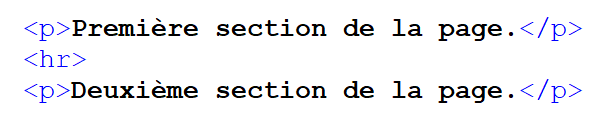 <p>Première section de la page.</p>
<hr>
<p>Deuxième section de la page.</p>